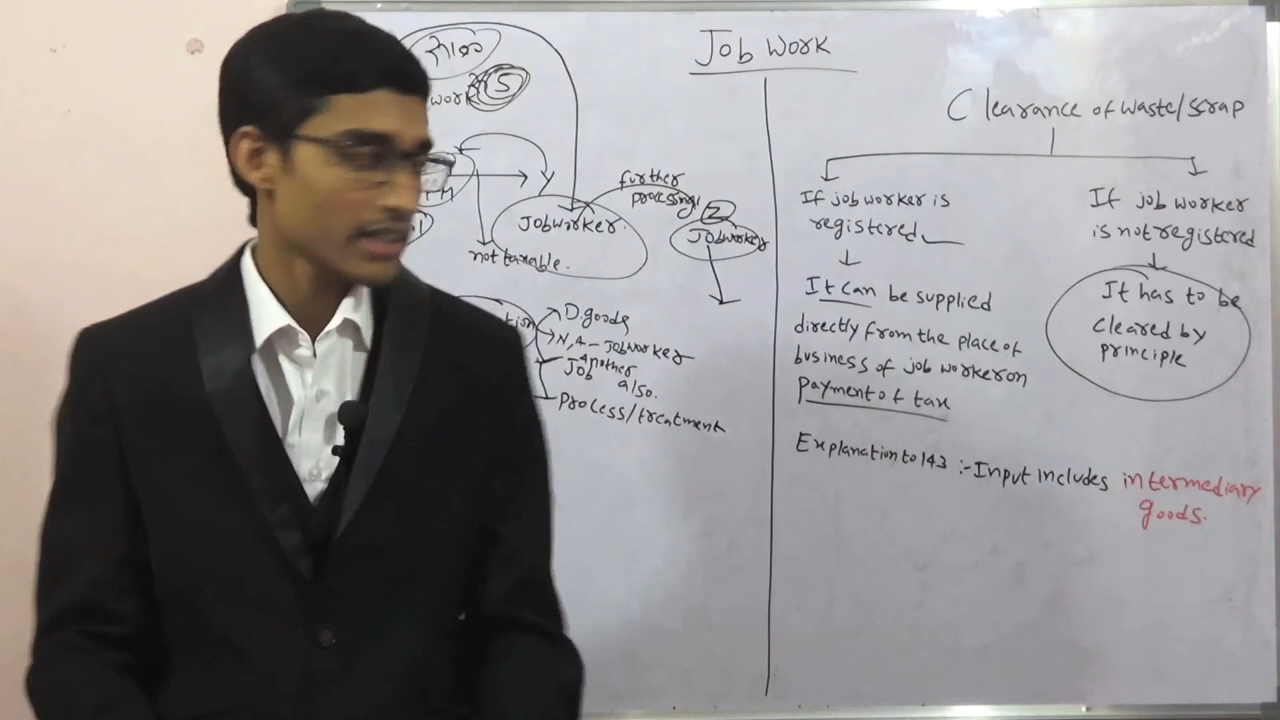 Job work
work
S
further
processing
Y
Jobworker
Z
Jobworker
not taxable.
D.goods
N.A - Jobworker
Another
Job
also.
Process/treatment
Clearance of waste/scrap
If job worker is
registered
It can be supplied
directly from the place of
business of job worker on
Payment of tax
If job worker
is not registered
It has to be
cleared by
principle
Explanation to 143 :- Input includes intermediary
goods.